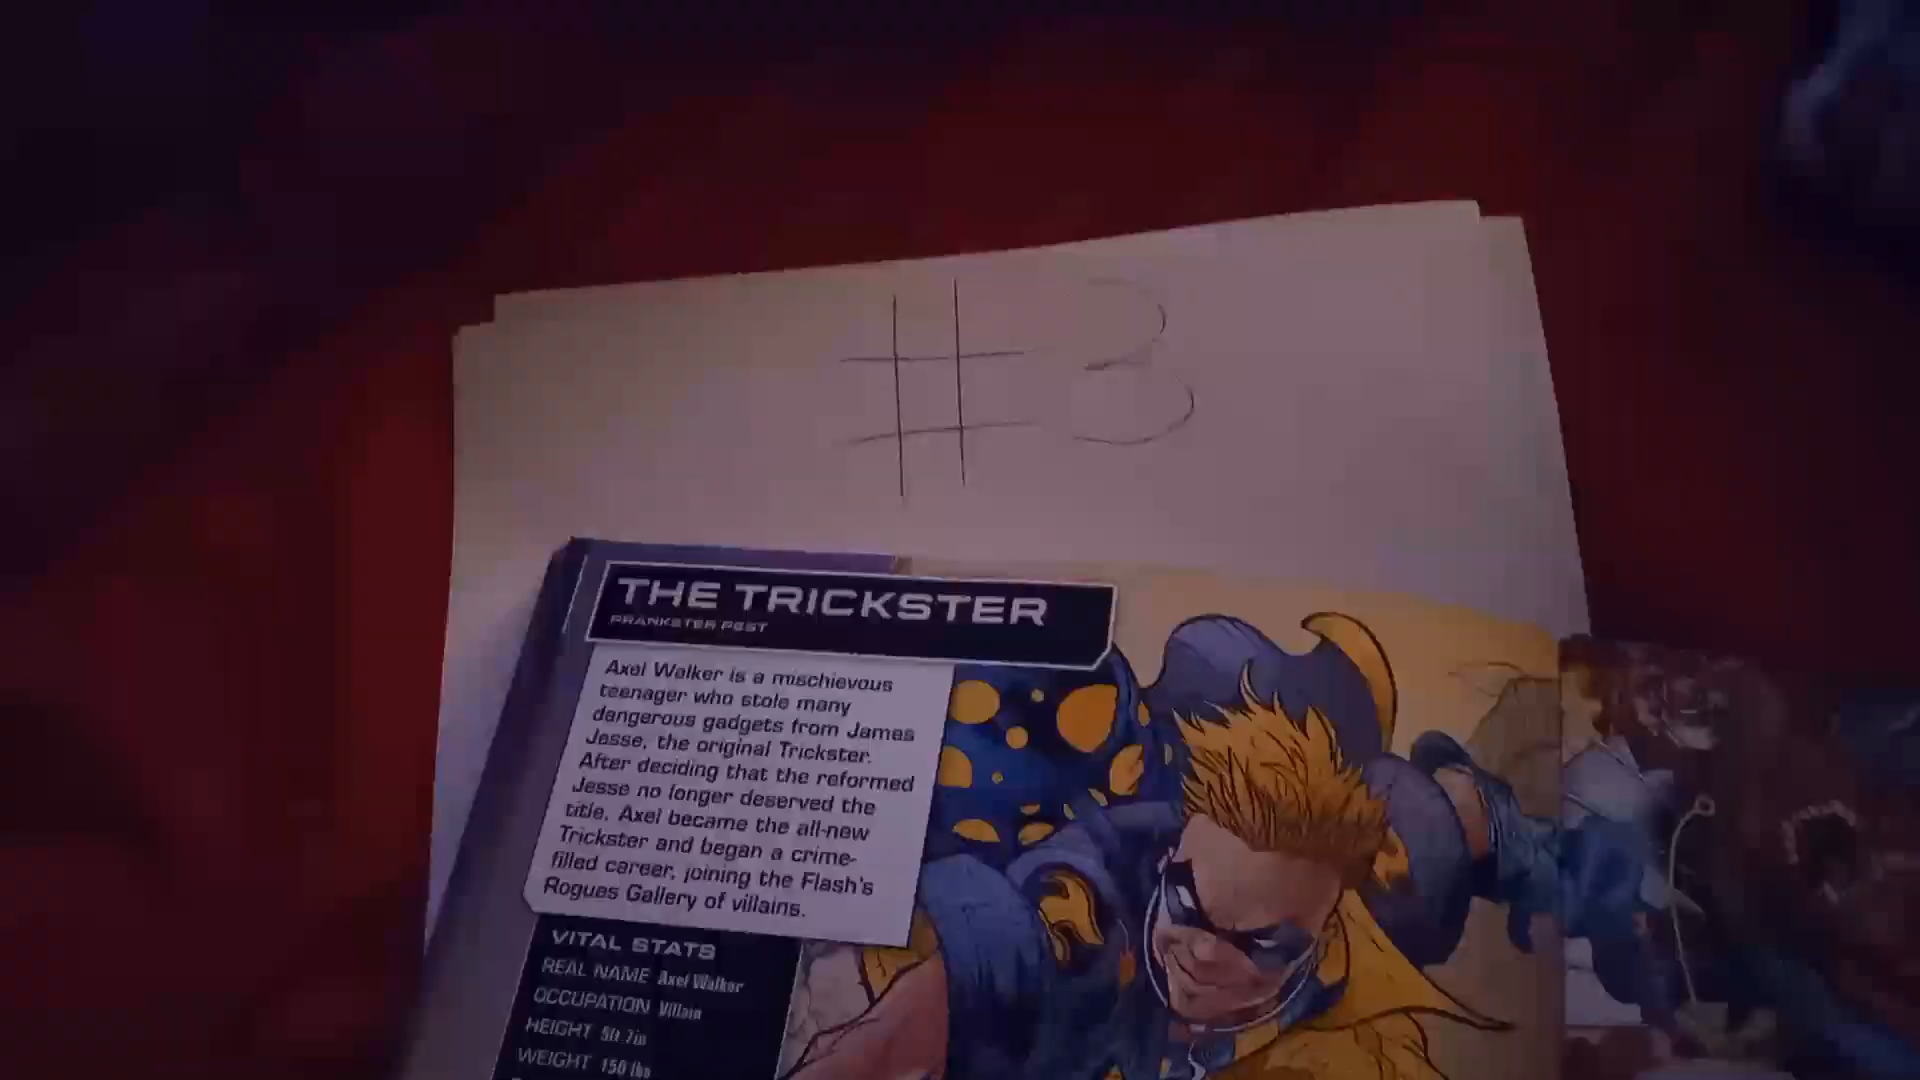 #3
THE TRICKSTER
PRANKSTER PEST
Axel Walker is a mischievous
teenager who stole many
dangerous gadgets from James
Jesse, the original Trickster.
After deciding that the reformed
Jesse no longer deserved the
title, Axel became the all-new
Trickster and began a crime-
filled career, joining the Flash's
Rogues Gallery of villains.
VITAL STATS
REAL NAME Axel Walker
OCCUPATION Villain
HEIGHT 5ft 7in
WEIGHT 150 lbs